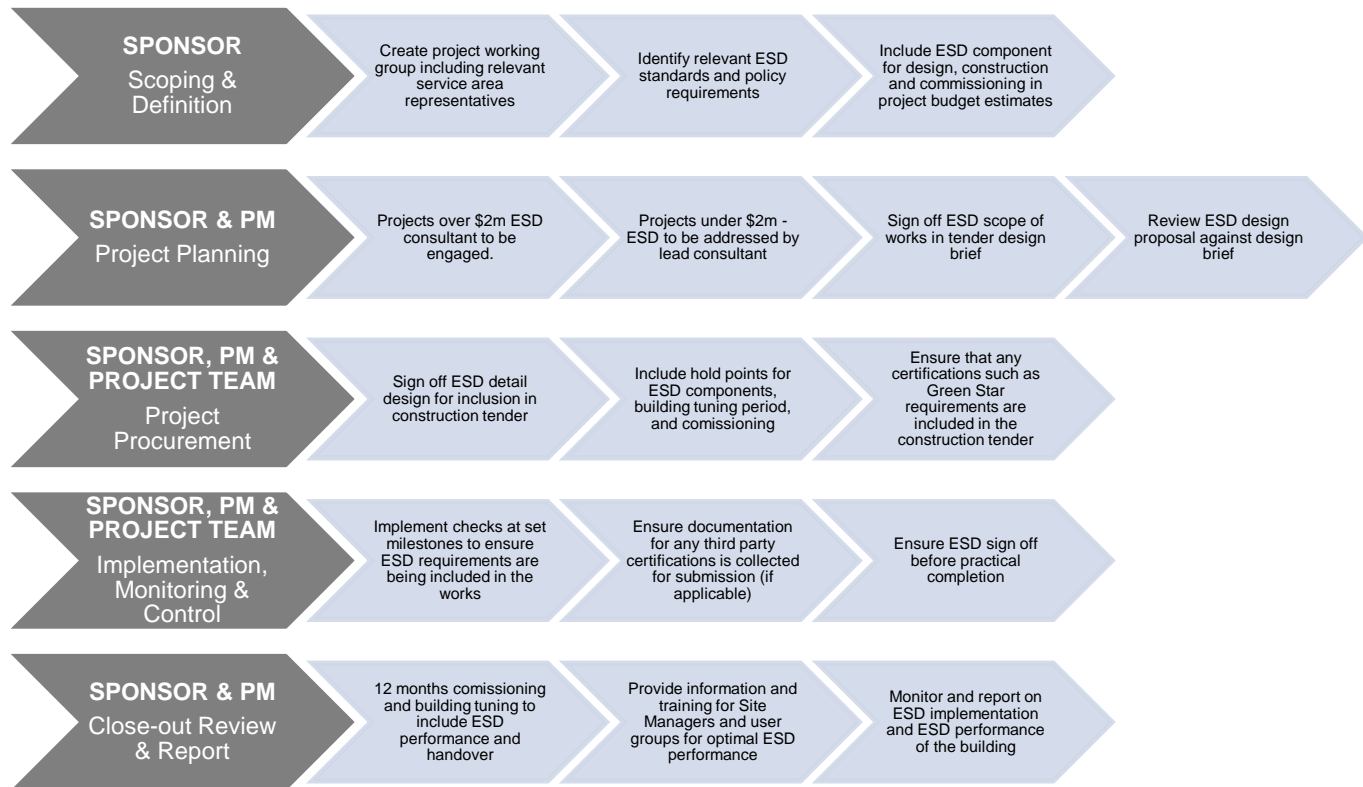 SPONSOR
Scoping &
Definition
Create project working
group including relevant
service area
representatives
Identify relevant ESD
standards and policy
requirements
Include ESD component
for design, construction
and commissioning in
project budget estimates
SPONSOR & PM
Project Planning
Projects over $2m ESD
consultant to be
engaged.
Projects under $2m -
ESD to be addressed by
lead consultant
Sign off ESD scope of
works in tender design
brief
Review ESD design
proposal against design
brief
SPONSOR, PM &
PROJECT TEAM
Project
Procurement
Sign off ESD detail
design for inclusion in
construction tender
Include hold points for
ESD components,
building tuning period,
and comissioning
Ensure that any
certifications such as
Green Star
requirements are
included in the
construction tender
SPONSOR, PM &
PROJECT TEAM
Implementation,
Monitoring &
Control
Implement checks at set
milestones to ensure
ESD requirements are
being included in the
works
Ensure documentation
for any third party
certifications is collected
for submission (if
applicable)
Ensure ESD sign off
before practical
completion
SPONSOR & PM
Close-out Review
& Report
12 months comissioning
and building tuning to
include ESD
performance and
handover
Provide information and
training for Site
Managers and user
groups for optimal ESD
performance
Monitor and report on
ESD implementation
and ESD performance
of the building